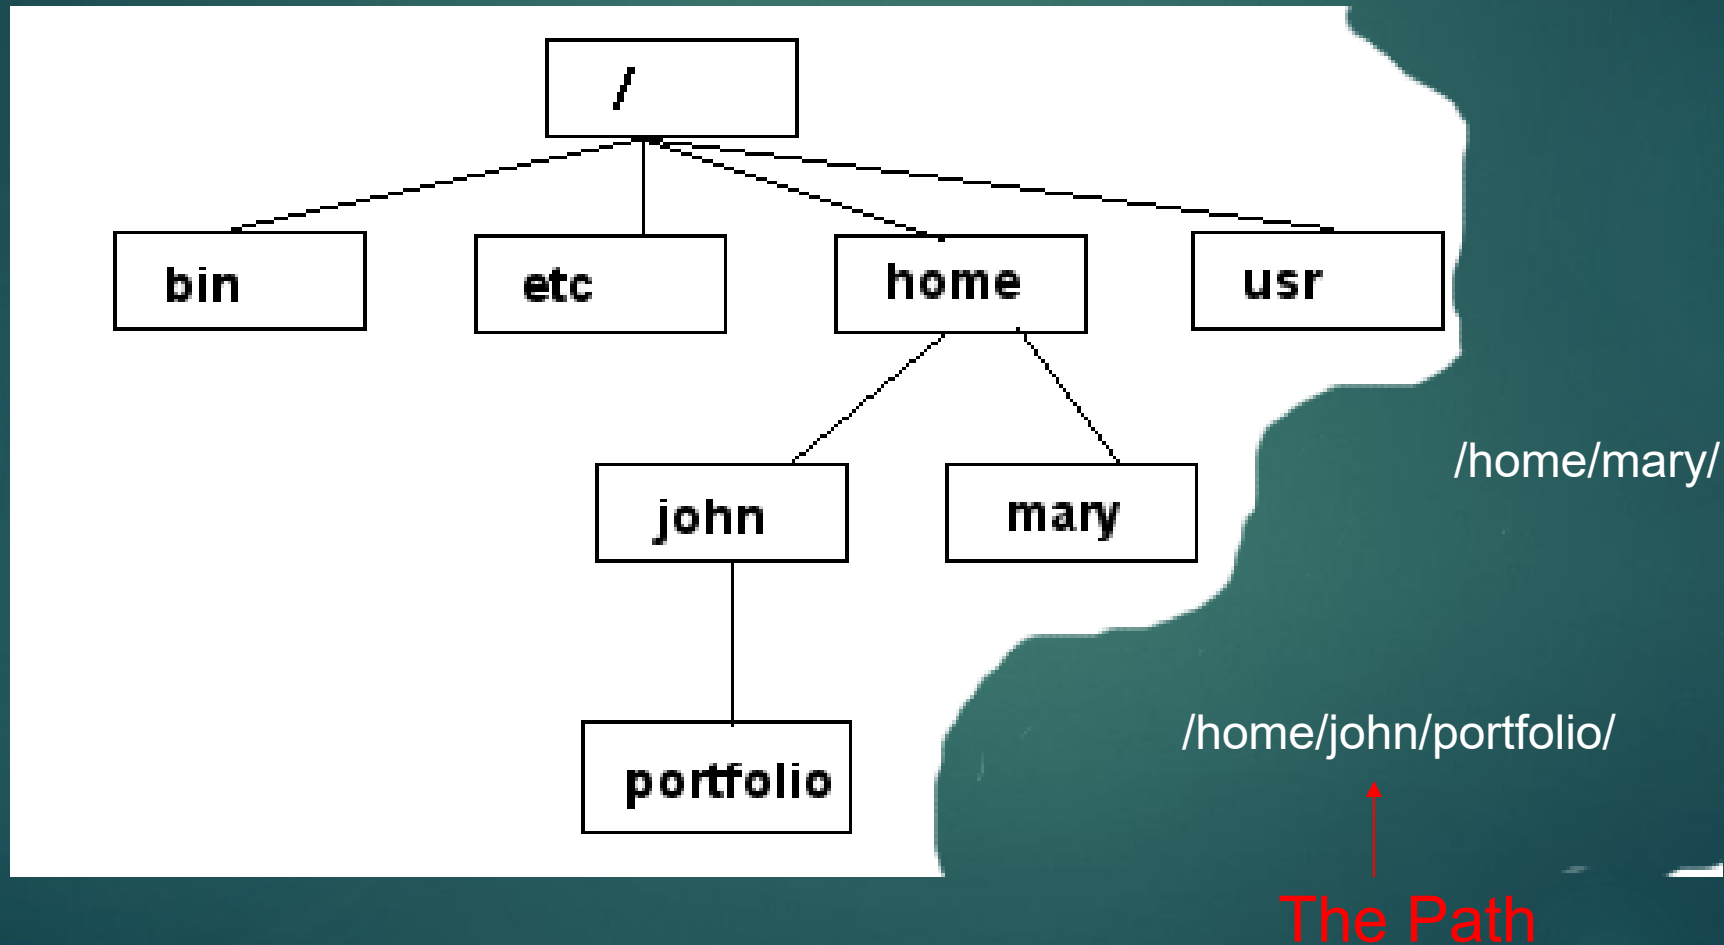 /
bin
etc
home
usr
/home/mary/
john
mary
/home/john/portfolio/
portfolio
The Path